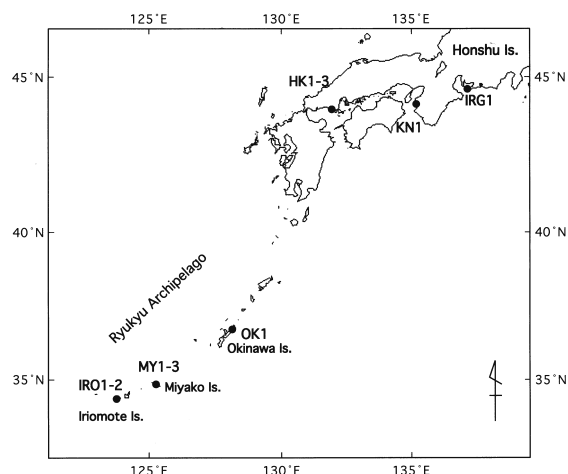 125˚E 130˚E 135˚E
Honshu Is.
45˚N 45˚N
HK1-3
IRG1
KN1
40˚N 40˚N
Ryukyu Archipelago
OK1
Okinawa Is.
MY1-3
35˚N 35˚N
IRO1-2
Miyako Is.
Iriomote Is.
125˚E 130˚E 135˚E